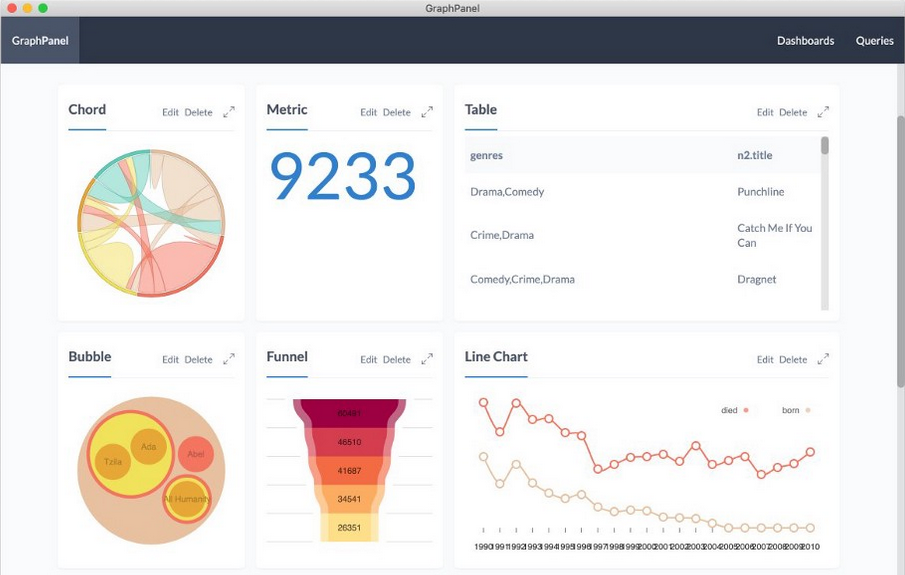 GraphPanel
GraphPanel Dashboards Queries
Chord Edit Delete
Metric Edit Delete
Table Edit Delete
9233
genres n2.title
Drama,Comedy Punchline
Crime,Drama Catch Me If You
Can
Comedy,Crime,Drama Dragnet
Bubble Edit Delete
Funnel Edit Delete
Line Chart Edit Delete
Ada
Tzila
Abel
All Humanity
46510
41687
34541
26351
died born
1990 1991 1992 1993 1994 1995 1996 1997 1998 1999 2000 2001 2002 2003 2004 2005 2006 2007 2008 2009 2010